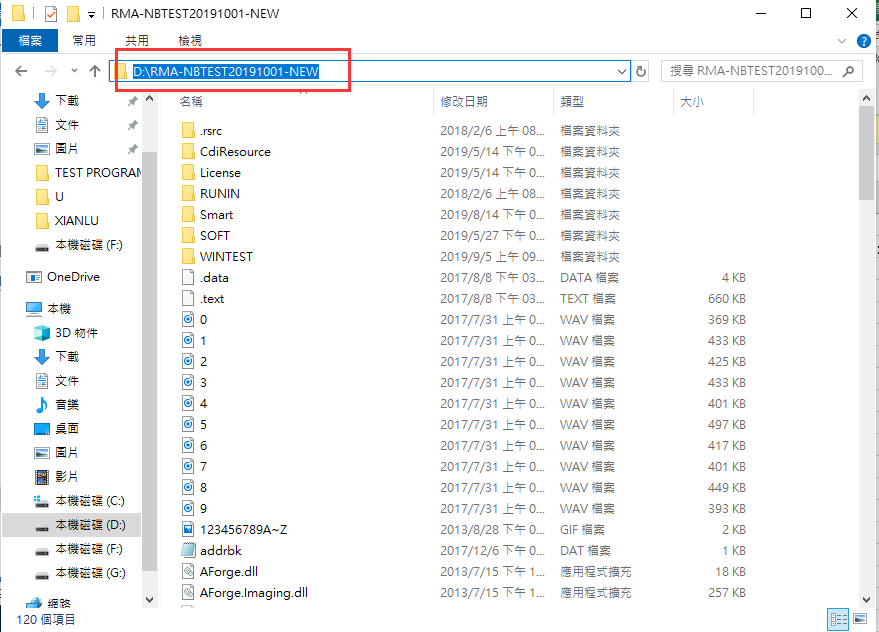 RMA-NBTEST20191001-NEW
檔案 常用 共用 檢視
D:\RMA-NBTEST20191001-NEW 搜尋 RMA-NBTEST2019100...
名稱 修改日期 類型 大小
下載
文件
圖片
TEST PROGRAM
U
XIANLU
本機磁碟 (F:)
OneDrive
本機
3D 物件
下載
文件
音樂
桌面
圖片
影片
本機磁碟 (C:)
本機磁碟 (D:)
本機磁碟 (F:)
本機磁碟 (G:)
網路
.rsrc 2018/2/6 上午 08... 檔案資料夾
CdiResource 2019/5/14 下午 0... 檔案資料夾
License 2019/5/14 下午 0... 檔案資料夾
RUNIN 2018/2/6 上午 08... 檔案資料夾
Smart 2019/8/14 下午 0... 檔案資料夾
SOFT 2019/5/27 下午 0... 檔案資料夾
WINTEST 2019/9/5 上午 09... 檔案資料夾
.data 2017/8/8 下午 03... DATA 檔案 4 KB
.text 2017/8/8 下午 03... TEXT 檔案 660 KB
0 2017/7/31 上午 0... WAV 檔案 369 KB
1 2017/7/31 上午 0... WAV 檔案 433 KB
2 2017/7/31 上午 0... WAV 檔案 425 KB
3 2017/7/31 上午 0... WAV 檔案 433 KB
4 2017/7/31 上午 0... WAV 檔案 401 KB
5 2017/7/31 上午 0... WAV 檔案 497 KB
6 2017/7/31 上午 0... WAV 檔案 417 KB
7 2017/7/31 上午 0... WAV 檔案 401 KB
8 2017/7/31 上午 0... WAV 檔案 449 KB
9 2017/7/31 上午 0... WAV 檔案 393 KB
123456789A~Z 2013/8/28 下午 0... GIF 檔案 2 KB
addrbk 2017/12/6 下午 0... DAT 檔案 1 KB
AForge.dll 2013/7/15 下午 1... 應用程式擴充 18 KB
AForge.Imaging.dll 2013/7/15 下午 1... 應用程式擴充 257 KB
120 個項目